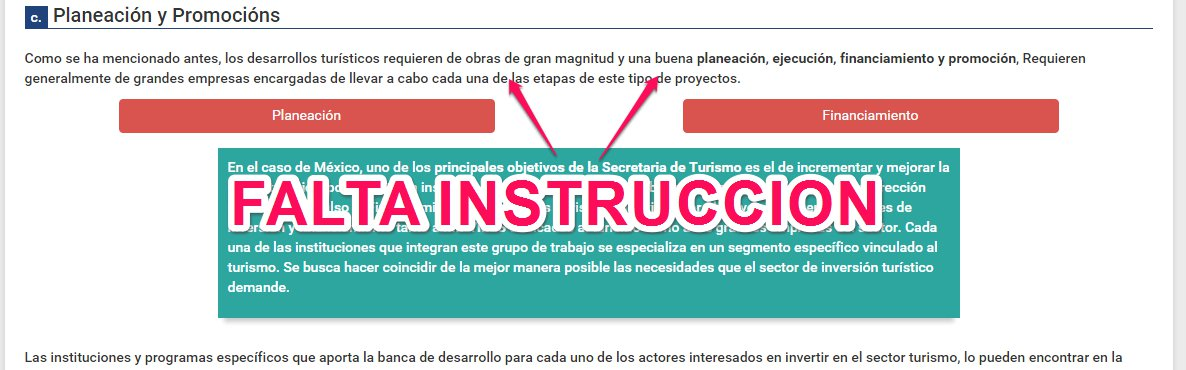 c. Planeación y Promocións
Como se ha mencionado antes, los desarrollos turísticos requieren de obras de gran magnitud y una buena planeación, ejecución, financiamiento y promoción, Requieren
generalmente de grandes empresas encargadas de llevar a cabo cada una de las etapas de este tipo de proyectos.
Planeación
Financiamiento
En el caso de México, uno de los principales objetivos de la Secretaria de Turismo es el de incrementar y mejorar la
FALTA INSTRUCCION
rección
es de
tor. Cada
una de las instituciones que integran este grupo de trabajo se especializa en un segmento específico vinculado al
turismo. Se busca hacer coincidir de la mejor manera posible las necesidades que el sector de inversión turístico
demande.
Las instituciones y programas específicos que aporta la banca de desarrollo para cada uno de los actores interesados en invertir en el sector turismo, lo pueden encontrar en la